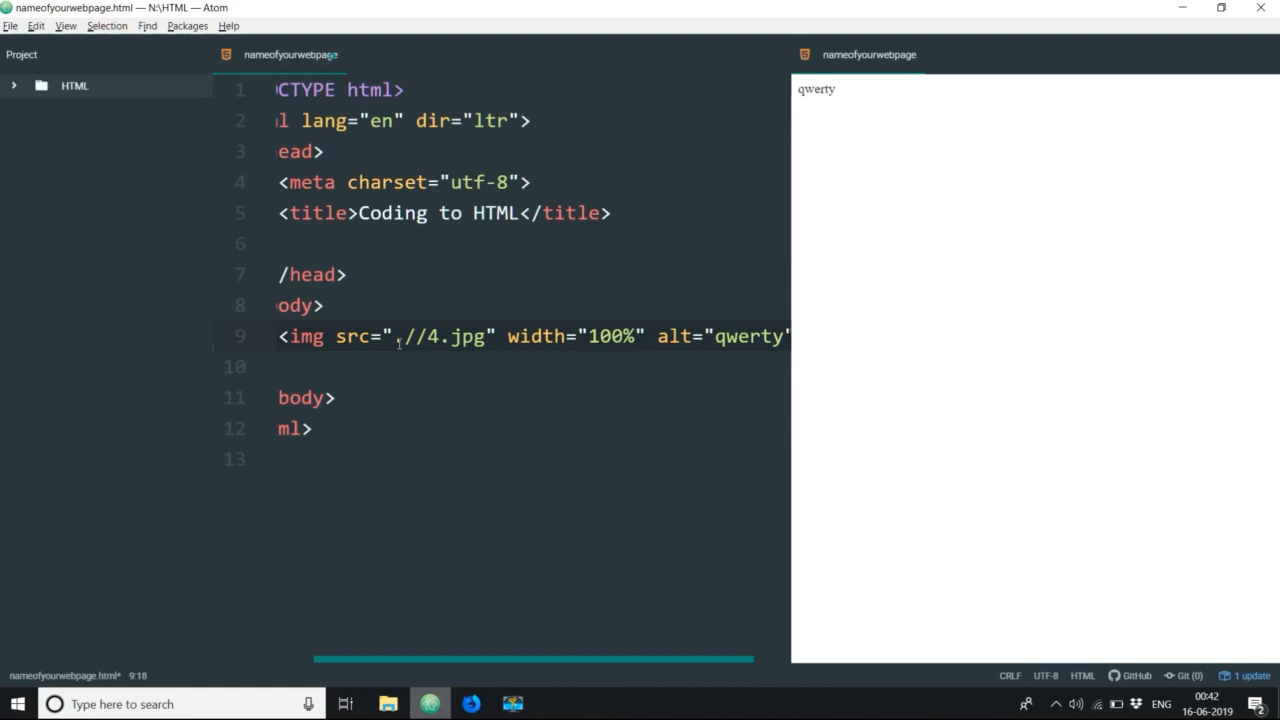 nameofyourwebpage.html — N:\HTML — Atom
File Edit View Selection Find Packages Help
Project
nameofyourwebpage
nameofyourwebpage
HTML
1 CTYPE html>
2 l lang="en" dir="ltr">
3 ead>
4 <meta charset="utf-8">
5 <title>Coding to HTML</title>
6
7 /head>
8 ody>
9 <img src=".//4.jpg" width="100%" alt="qwerty"
10
11 body>
12 ml>
13
qwerty
nameofyourwebpage.html* 9:18
CRLF UTF-8 HTML GitHub Git (0) 1 update
Type here to search
ENG
00:42
16-06-2019
2